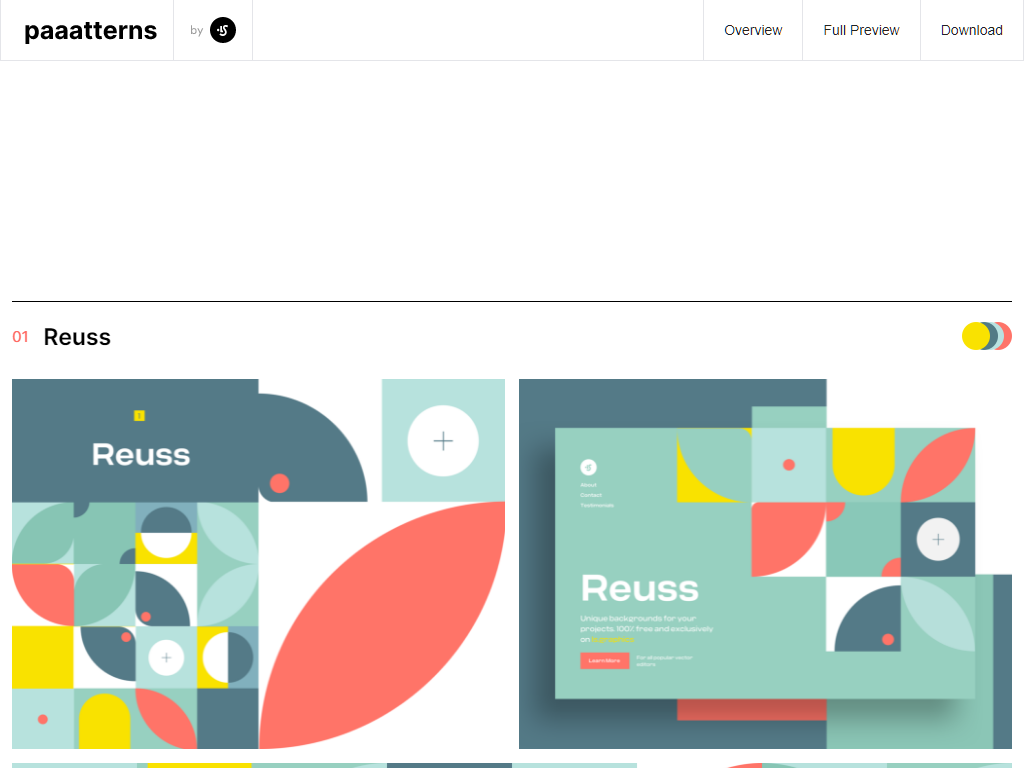 paaatterns
by
Overview
Full Preview
Download
01 Reuss
Reuss
About
Contact
Testimonials
Reuss
Unique backgrounds for your
projects. 100% free and exclusively
on
Learn More
For all popular vector
editors